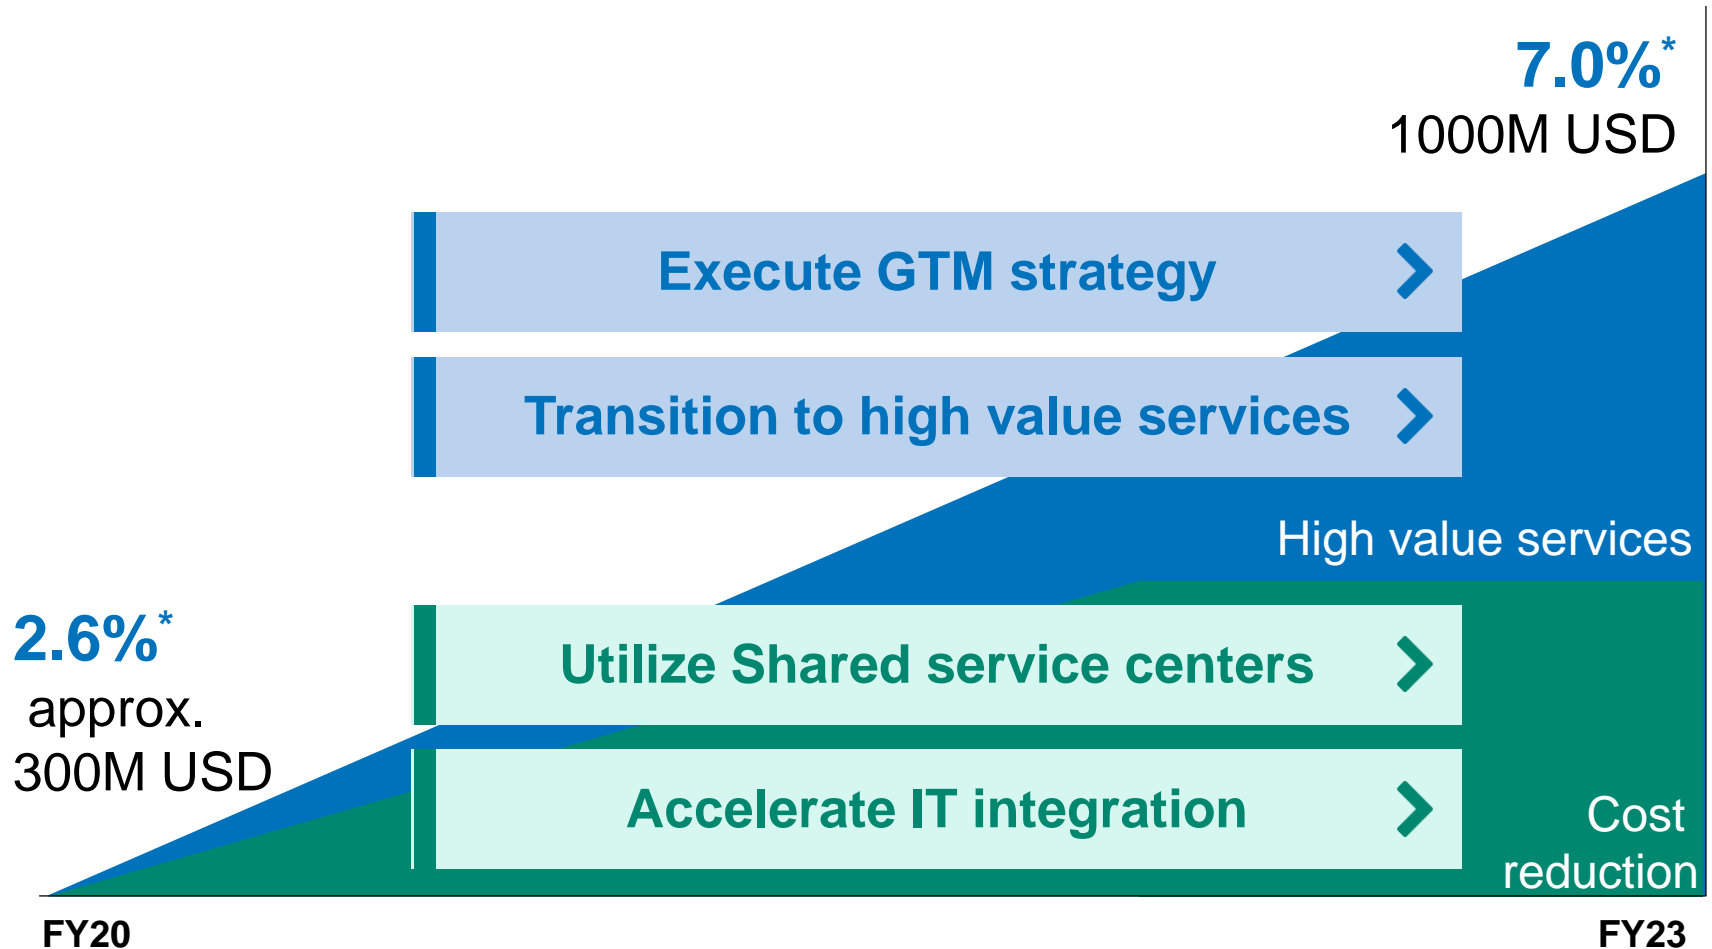 7.0%*
1000M USD
Execute GTM strategy
Transition to high value services
High value services
2.6%*
approx.
300M USD
Utilize Shared service centers
Accelerate IT integration
Cost
reduction
FY20
FY23